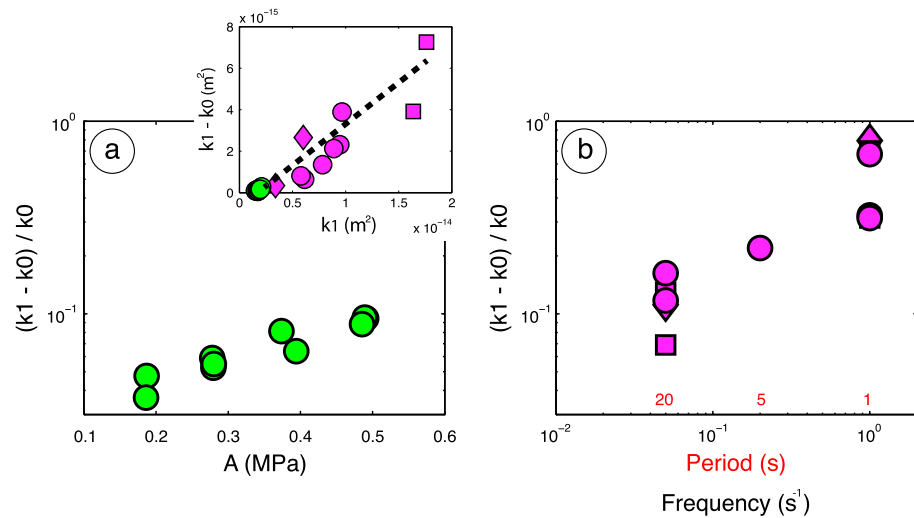 x 10^-15
8
6
4
2
0
k1 - k0 (m²)
0 0.5 1 1.5 2
k1 (m²)
x 10^-14
a
10^0
10^-1
(k1 - k0) / k0
0.1 0.2 0.3 0.4 0.5 0.6
A (MPa)
b
10^0
10^-1
(k1 - k0) / k0
20 5 1
10^-2 10^-1 10^0
Period (s)
Frequency (s^-1)